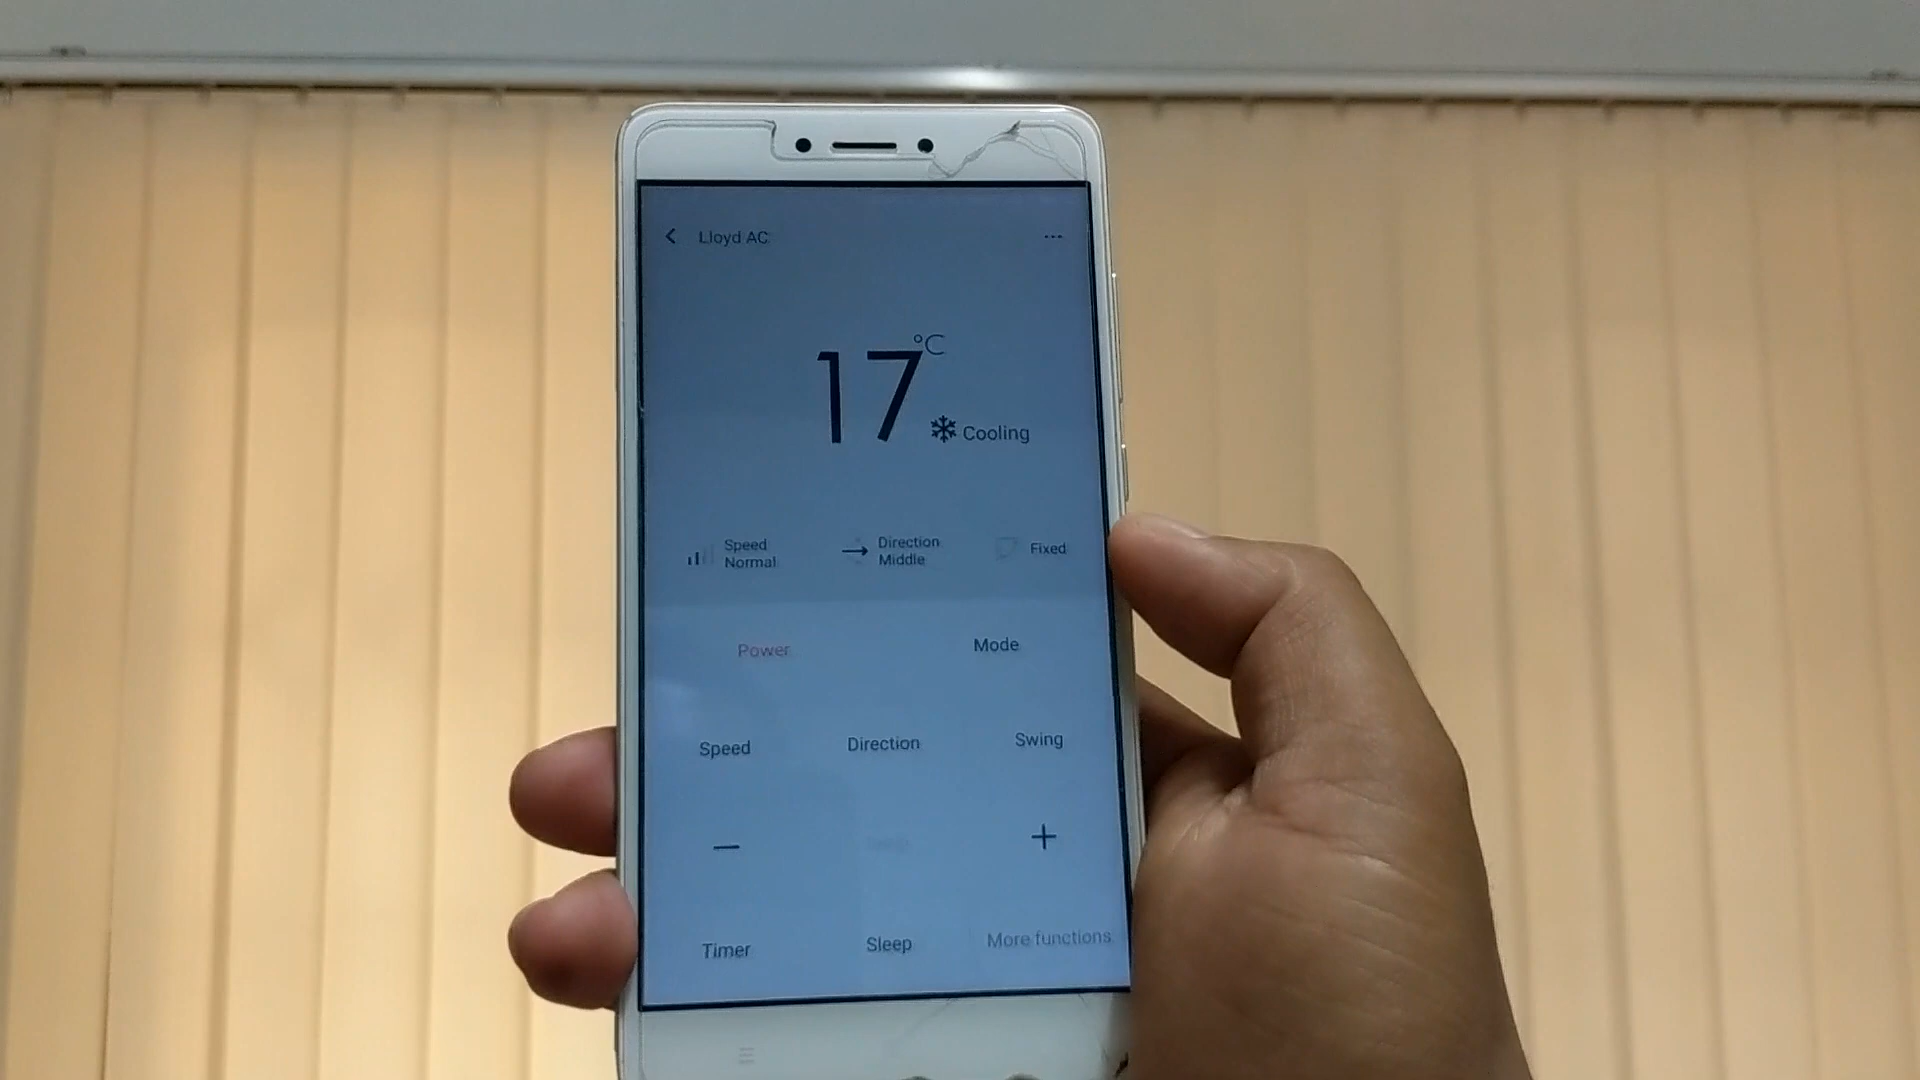 Lloyd AC
17 °C
Cooling
Speed
Normal
Direction
Middle
Fixed
Power
Mode
Speed
Direction
Swing
Timer
Sleep
More functions